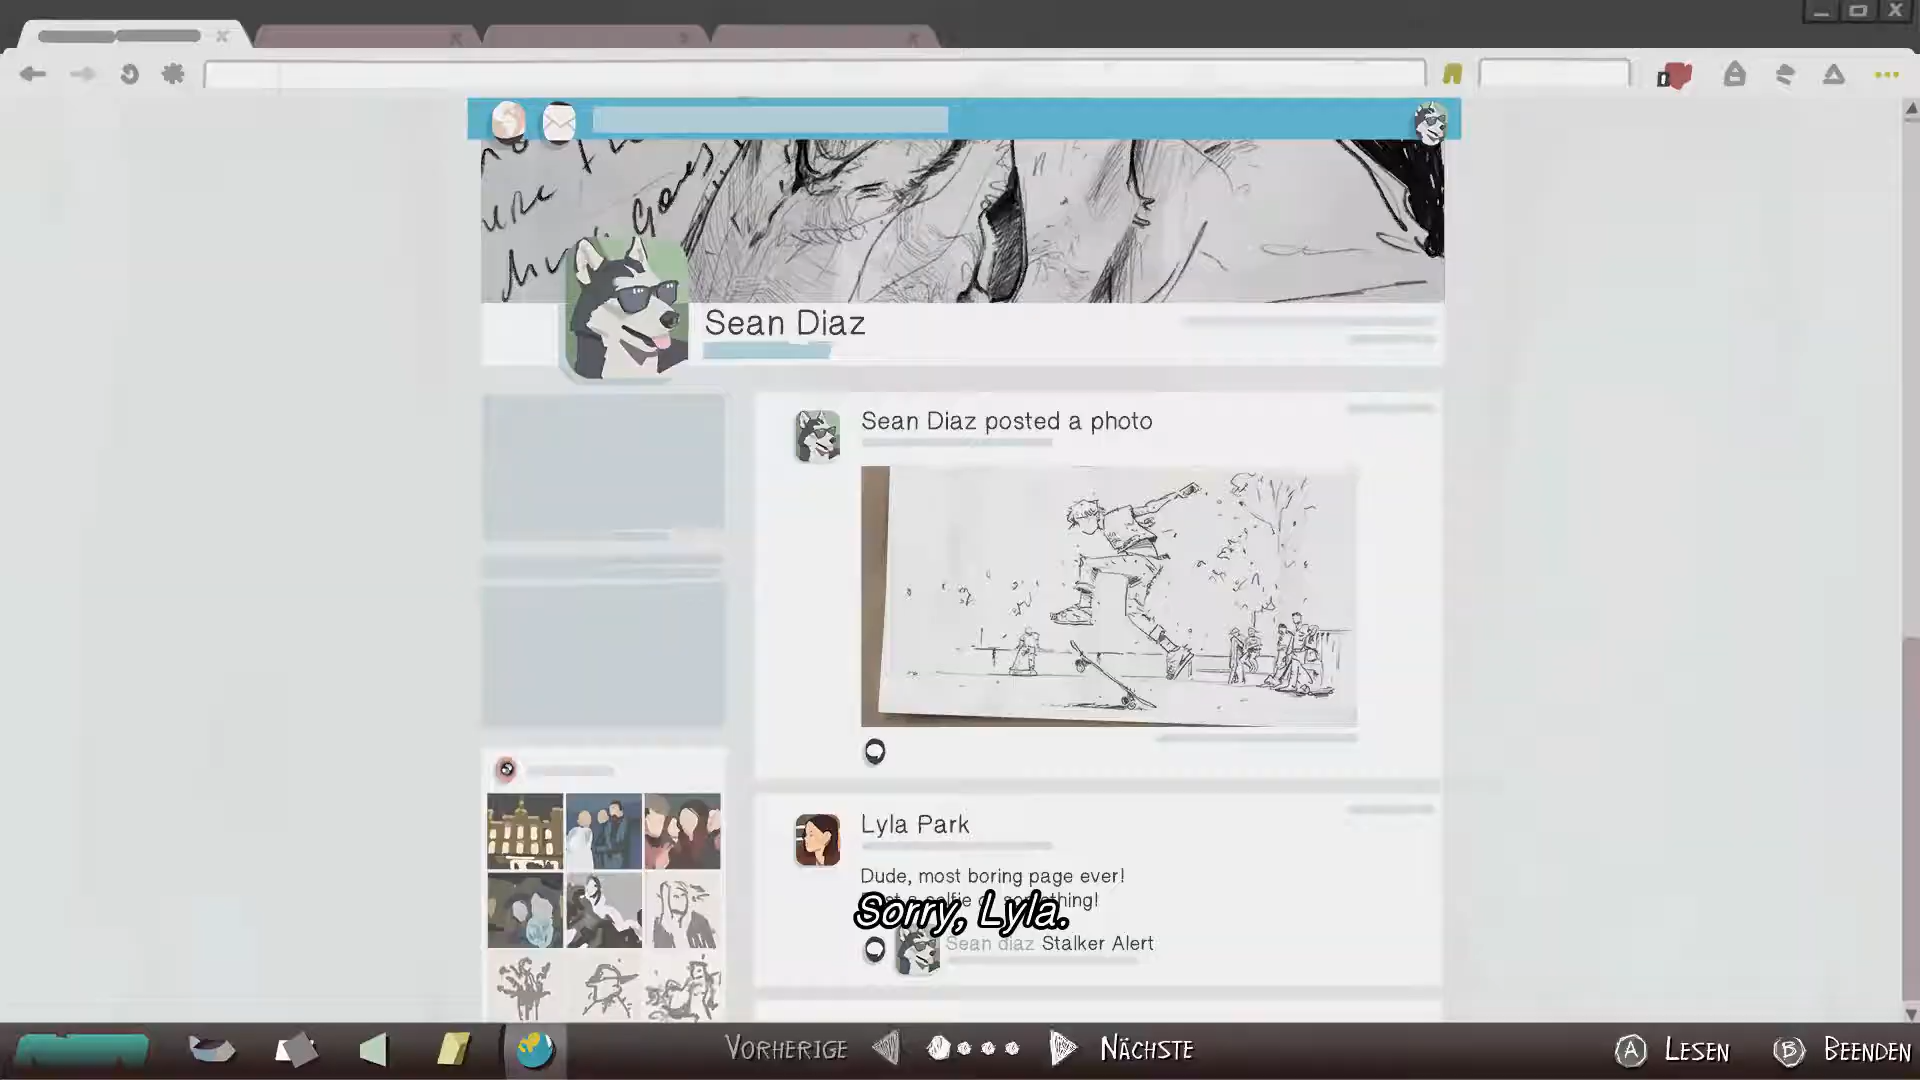 Sean Diaz
Sean Diaz posted a photo
Lyla Park
Dude, most boring page ever!
Sorry, Lyla.
Sean diaz Stalker Alert
VORHERIGE
NÄCHSTE
A LESEN
B BEENDEN